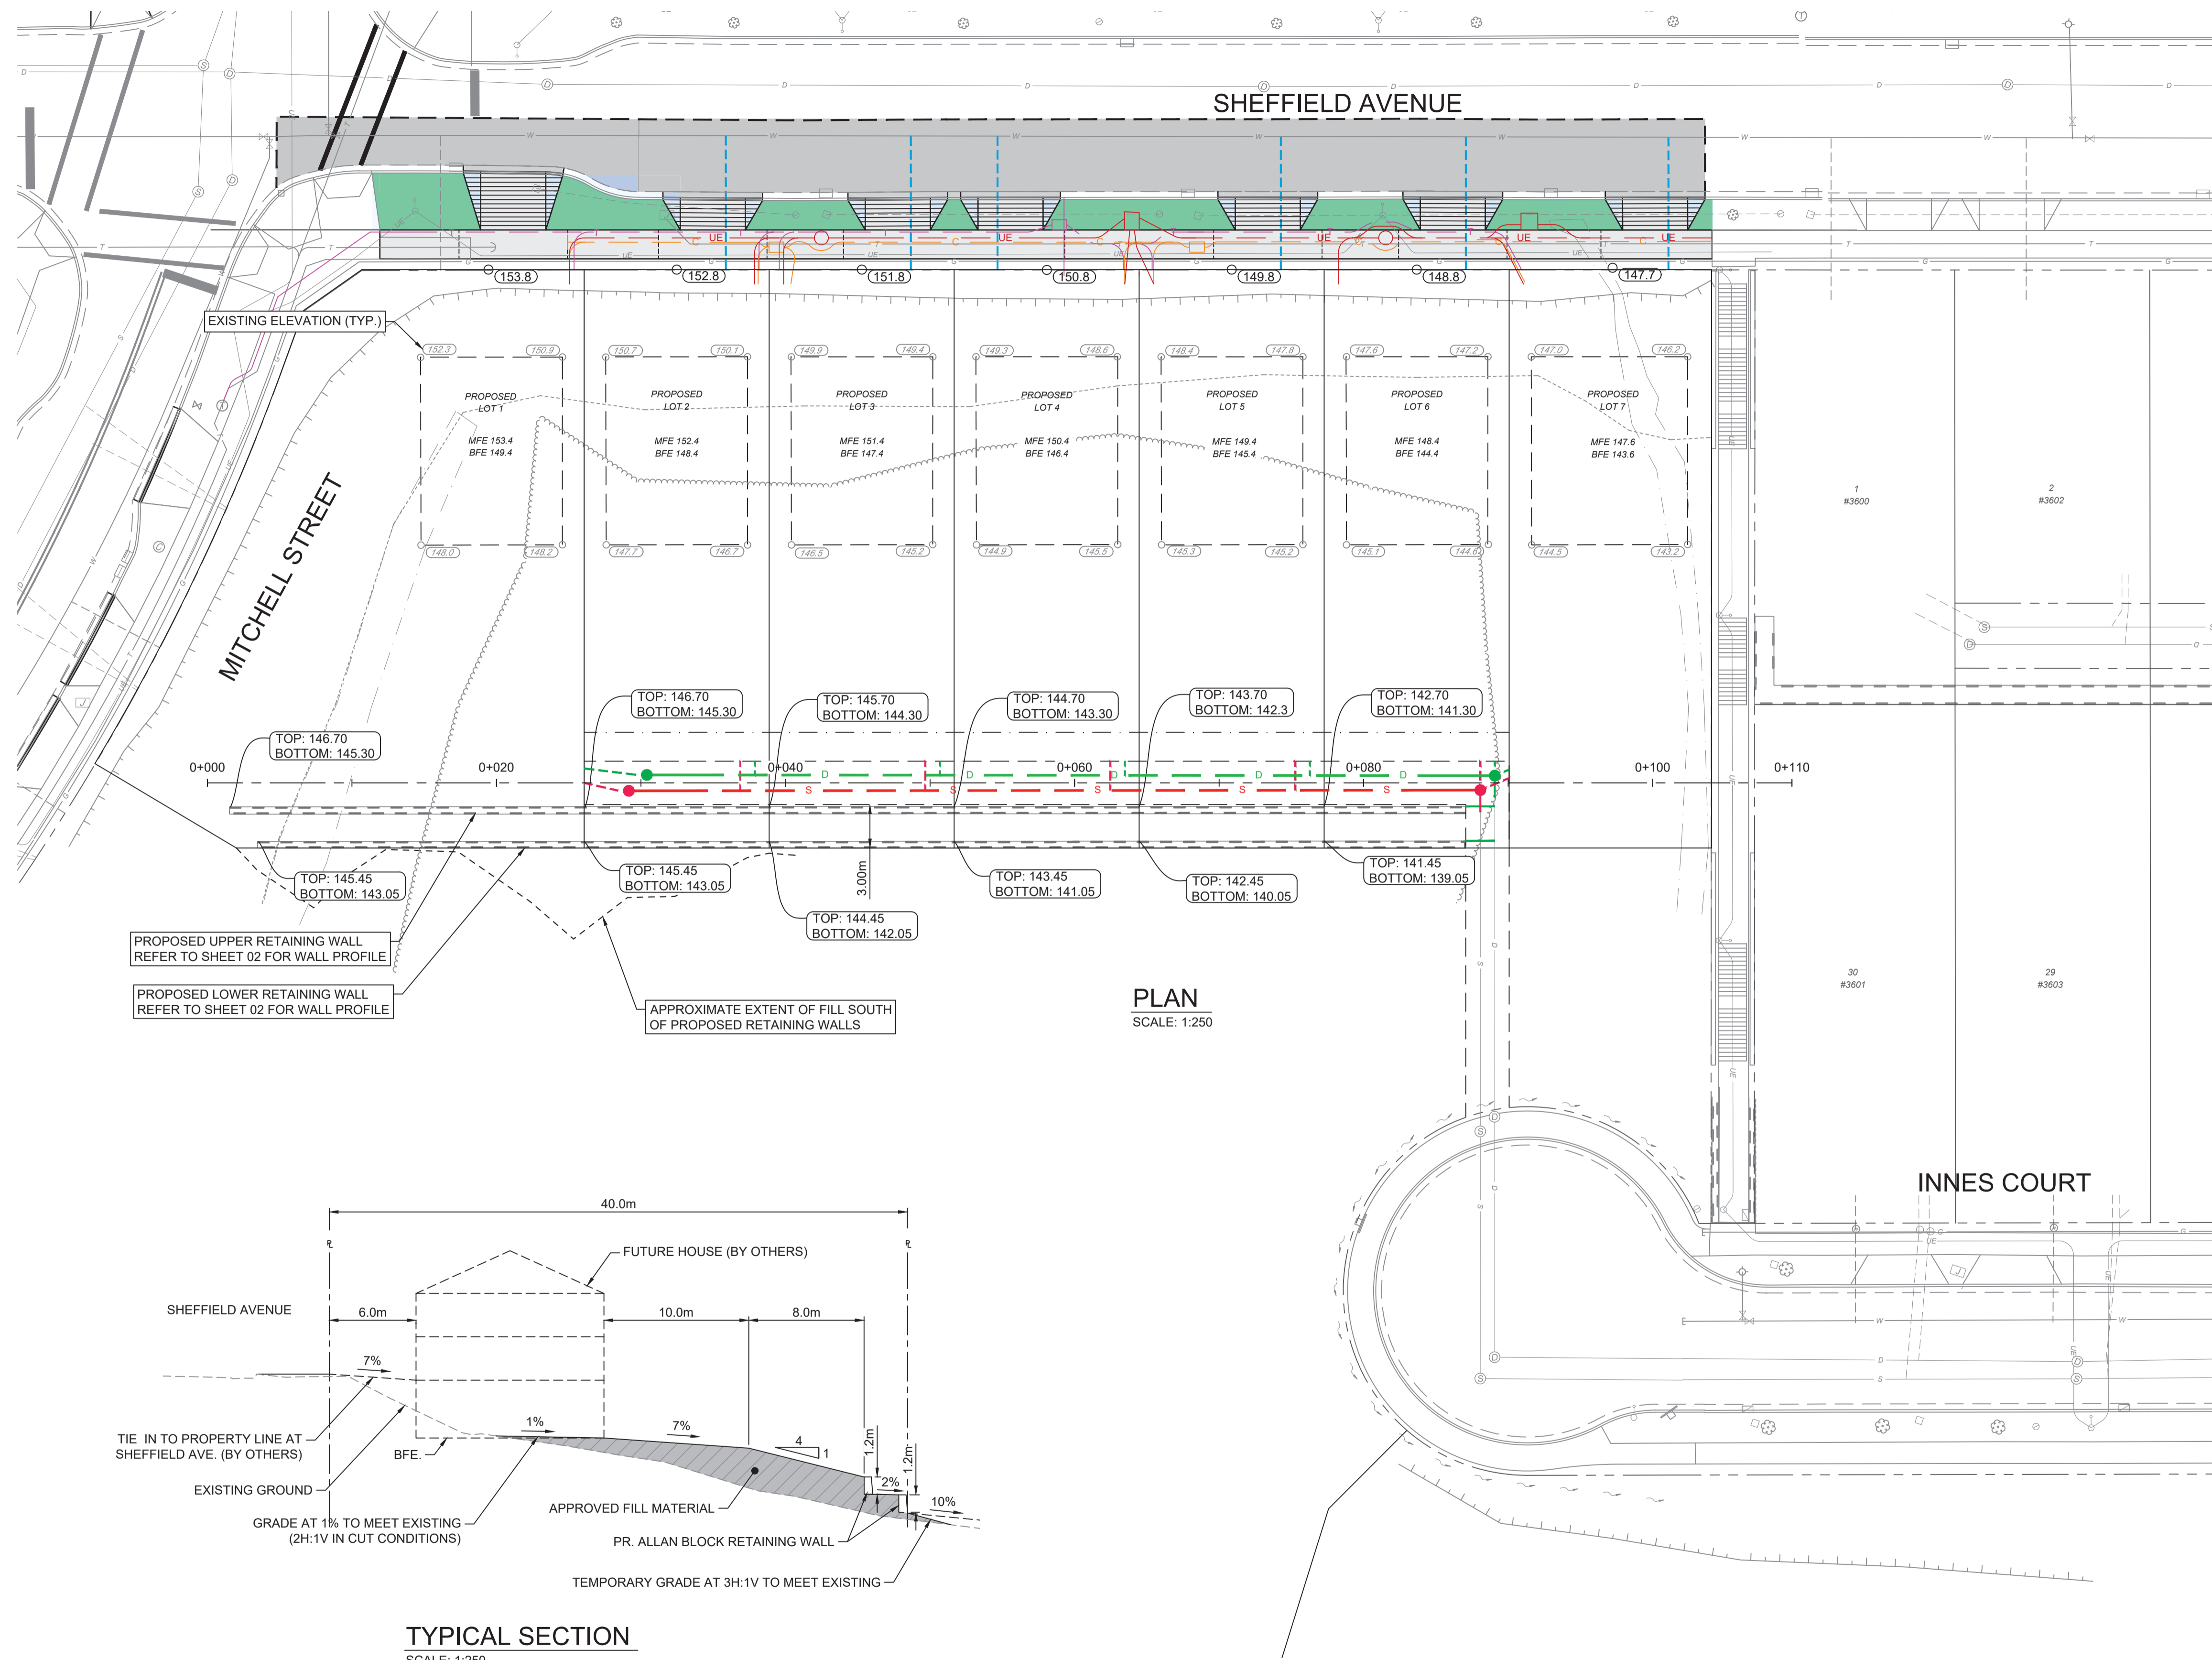 SHEFFIELD AVENUE
153.8
152.8
151.8
150.8
149.8
148.8
147.7
UE
UE
UE
UE
UE
C
C
C
C
EXISTING ELEVATION (TYP.)
152.3
150.9
150.7
150.1
149.9
149.4
149.3
148.6
148.4
147.8
147.6
147.2
147.0
146.2
PROPOSED
LOT 1
MFE 153.4
BFE 149.4
PROPOSED
LOT 2
MFE 152.4
BFE 148.4
PROPOSED
LOT 3
MFE 151.4
BFE 147.4
PROPOSED
LOT 4
MFE 150.4
BFE 146.4
PROPOSED
LOT 5
MFE 149.4
BFE 145.4
PROPOSED
LOT 6
MFE 148.4
BFE 144.4
PROPOSED
LOT 7
MFE 147.6
BFE 143.6
148.0
148.2
147.7
146.7
146.5
145.2
144.9
145.5
145.3
145.2
145.1
144.6
144.5
143.2
1
#3600
2
#3602
MITCHELL STREET
TOP: 146.70
BOTTOM: 145.30
TOP: 146.70
BOTTOM: 145.30
TOP: 145.70
BOTTOM: 144.30
TOP: 144.70
BOTTOM: 143.30
TOP: 143.70
BOTTOM: 142.3
TOP: 142.70
BOTTOM: 141.30
0+000
0+020
0+040
0+060
0+080
0+100
0+110
D
D
D
D
D
S
S
S
S
S
3.00m
TOP: 145.45
BOTTOM: 143.05
TOP: 145.45
BOTTOM: 143.05
TOP: 144.45
BOTTOM: 142.05
TOP: 143.45
BOTTOM: 141.05
TOP: 142.45
BOTTOM: 140.05
TOP: 141.45
BOTTOM: 139.05
PROPOSED UPPER RETAINING WALL
REFER TO SHEET 02 FOR WALL PROFILE
PROPOSED LOWER RETAINING WALL
REFER TO SHEET 02 FOR WALL PROFILE
APPROXIMATE EXTENT OF FILL SOUTH
OF PROPOSED RETAINING WALLS
30
#3601
29
#3603
PLAN
SCALE: 1:250
INNES COURT
40.0m
FUTURE HOUSE (BY OTHERS)
SHEFFIELD AVENUE
6.0m
10.0m
8.0m
7%
TIE IN TO PROPERTY LINE AT
SHEFFIELD AVE. (BY OTHERS)
1%
7%
4
1
1.2m
1.2m
2%
10%
BFE.
EXISTING GROUND
APPROVED FILL MATERIAL
GRADE AT 1% TO MEET EXISTING
(2H:1V IN CUT CONDITIONS)
PR. ALLAN BLOCK RETAINING WALL
TEMPORARY GRADE AT 3H:1V TO MEET EXISTING
TYPICAL SECTION
SCALE: 1:250